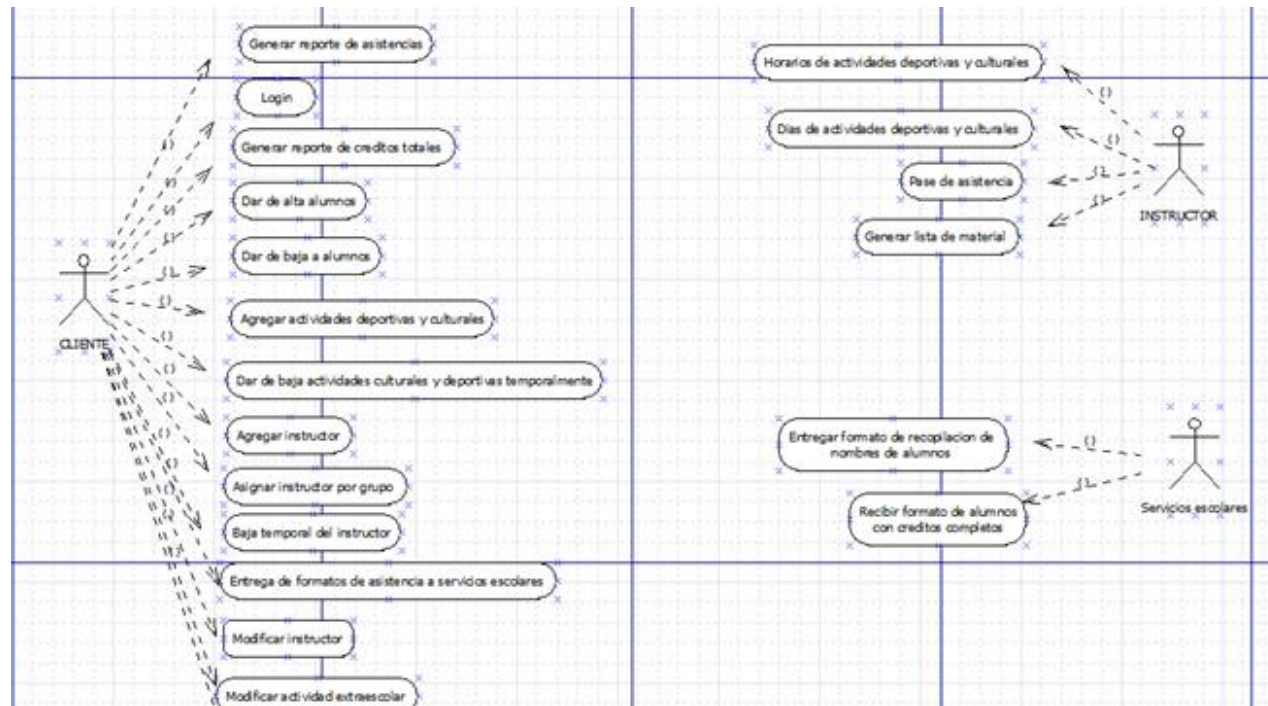 Generar reporte de asistencias
Login
Generar reporte de creditos totales
Dar de alta alumnos
Dar de baja a alumnos
CLIENTE
Agregar actividades deportivas y culturales
Dar de baja actividades culturales y deportivas temporalmente
Agregar instructor
Asignar instructor por grupo
Baja temporal del instructor
Entrega de formatos de asistencia a servicios escolares
Modificar instructor
Modificar actividad extraescolar
Horarios de actividades deportivas y culturales
Dias de actividades deportivas y culturales
Pase de asistencia
Generar lista de material
INSTRUCTOR
Entregar formato de recopilacion de
nombres de alumnos
Recibir formato de alumnos
con creditos completos
Servicios escolares